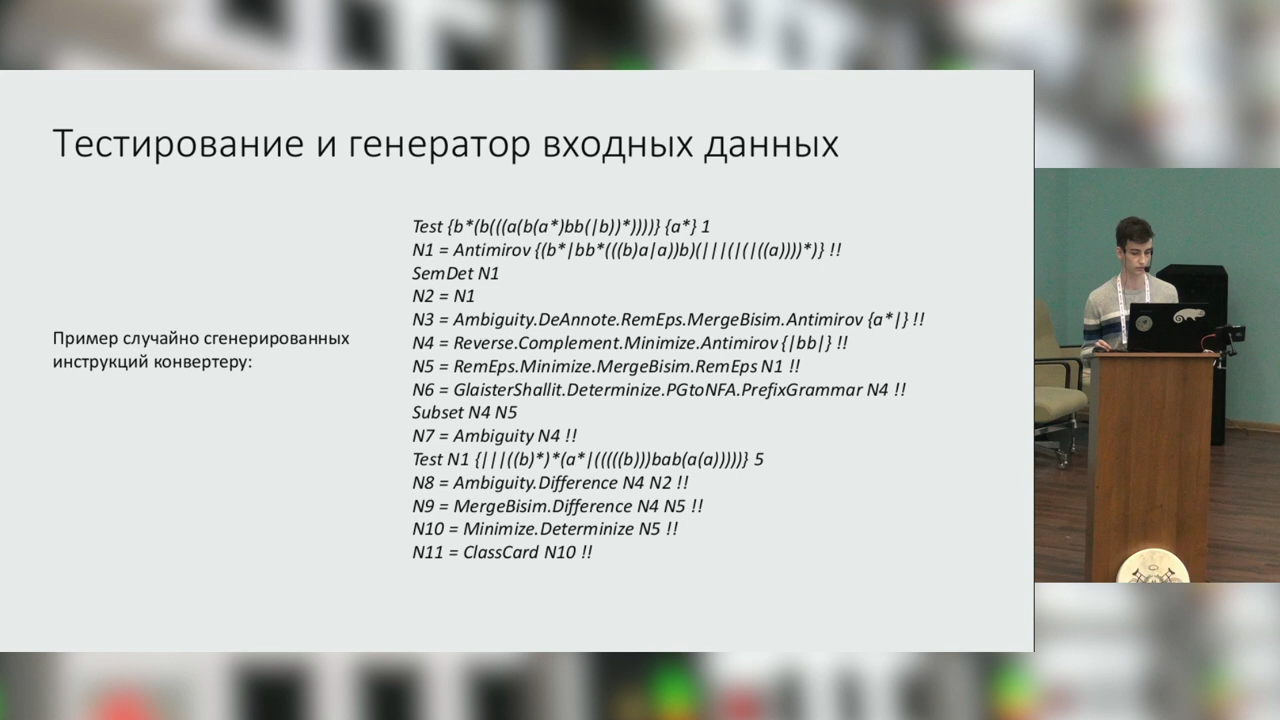 Тестирование и генератор входных данных
Пример случайно сгенерированных
инструкций конвертеру:
Test {b*(b(((a(b(a*)bb(|b))*))))} {a*} 1
N1 = Antimirov {(b*|bb*(((b)a|a))b)(|||(|(|((a))))*)} !!
SemDet N1
N2 = N1
N3 = Ambiguity.DeAnnote.RemEps.MergeBisim.Antimirov {a*|} !!
N4 = Reverse.Complement.Minimize.Antimirov {|bb|} !!
N5 = RemEps.Minimize.MergeBisim.RemEps N1 !!
N6 = GlaisterShallit.Determinize.PGtoNFA.PrefixGrammar N4 !!
Subset N4 N5
N7 = Ambiguity N4 !!
Test N1 {|||((b)*)*(a*|(((((b)))bab(a(a)))))} 5
N8 = Ambiguity.Difference N4 N2 !!
N9 = MergeBisim.Difference N4 N5 !!
N10 = Minimize.Determinize N5 !!
N11 = ClassCard N10 !!